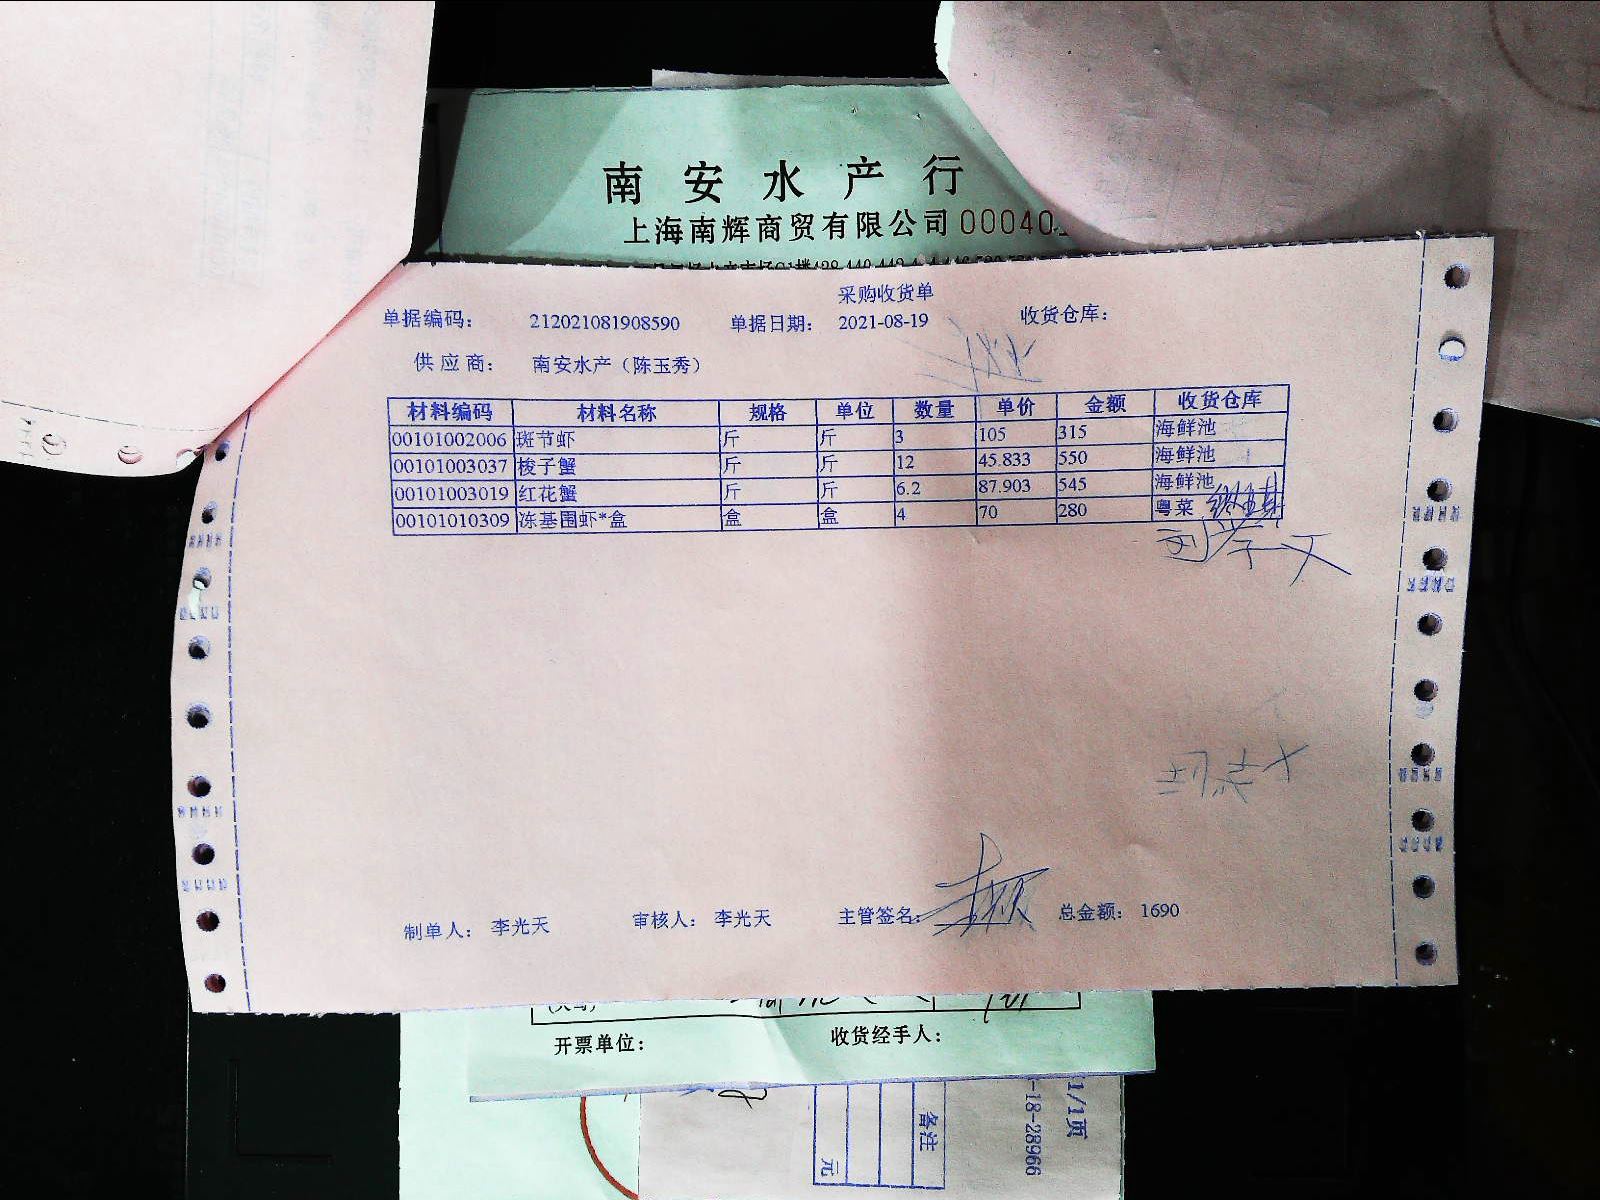 南安水产行
上海南辉商贸有限公司 00040
采购收货单
单据编码： 212021081908590 单据日期： 2021-08-19 收货仓库：
供应商： 南安水产（陈玉秀）
材料编码 材料名称 规格 单位 数量 单价 金额 收货仓库
00101002006 斑节虾 斤 斤 3 105 315 海鲜池
00101003037 梭子蟹 斤 斤 12 45.833 550 海鲜池
00101003019 红花蟹 斤 斤 6.2 87.903 545 海鲜池
00101010309 冻基围虾*盒 盒 盒 4 70 280 粤菜
制单人： 李光天 审核人： 李光天 主管签名： 总金额： 1690
开票单位： 收货经手人：
备注
元
1/1页
-18-28966